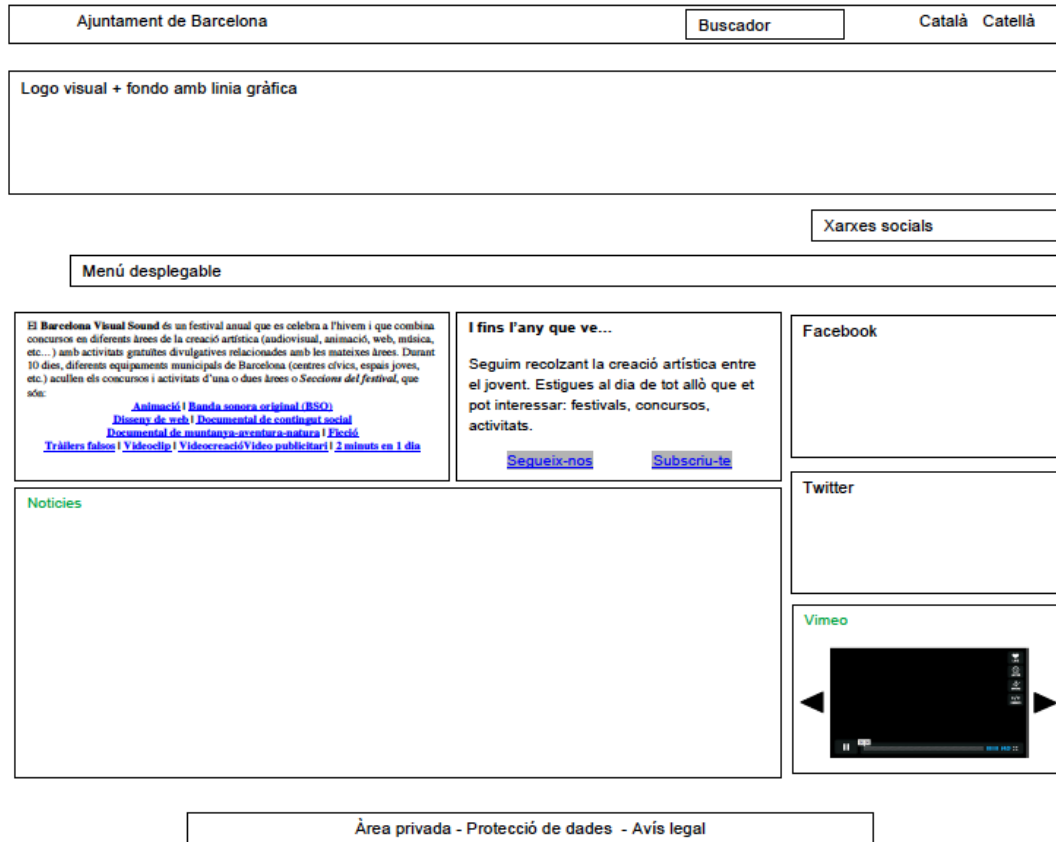 Ajuntament de Barcelona
Buscador
Català Catellà
Logo visual + fondo amb linia gràfica
Xarxes socials
Menú desplegable
El Barcelona Visual Sound és un festival anual que es celebra a l'hivern i que combina
concursos en diferents àrees de la creació artística (audiovisual, animació, web, música,
etc...) amb activitats gratuïtes divulgatives relacionades amb les mateixes àrees. Durant
10 dies, diferents equipaments municipals de Barcelona (centres cívics, espais joves,
etc.) acullen els concursos i activitats d'una o dues àrees o Seccions del festival, que
són:
Animació | Banda sonora original (BSO)
Disseny de web | Documental de contingut social
Documental de muntanya-aventura-natura | Ficció
Tràilers falsos | Videoclip | VideocreacióVideo publicitari | 2 minuts en 1 dia
I fins l'any que ve...
Seguim recolzant la creació artística entre
el jovent. Estigues al dia de tot allò que et
pot interessar: festivals, concursos,
activitats.
Segueix-nos Subscriu-te
Facebook
Twitter
Noticies
Vimeo
Àrea privada - Protecció de dades - Avís legal